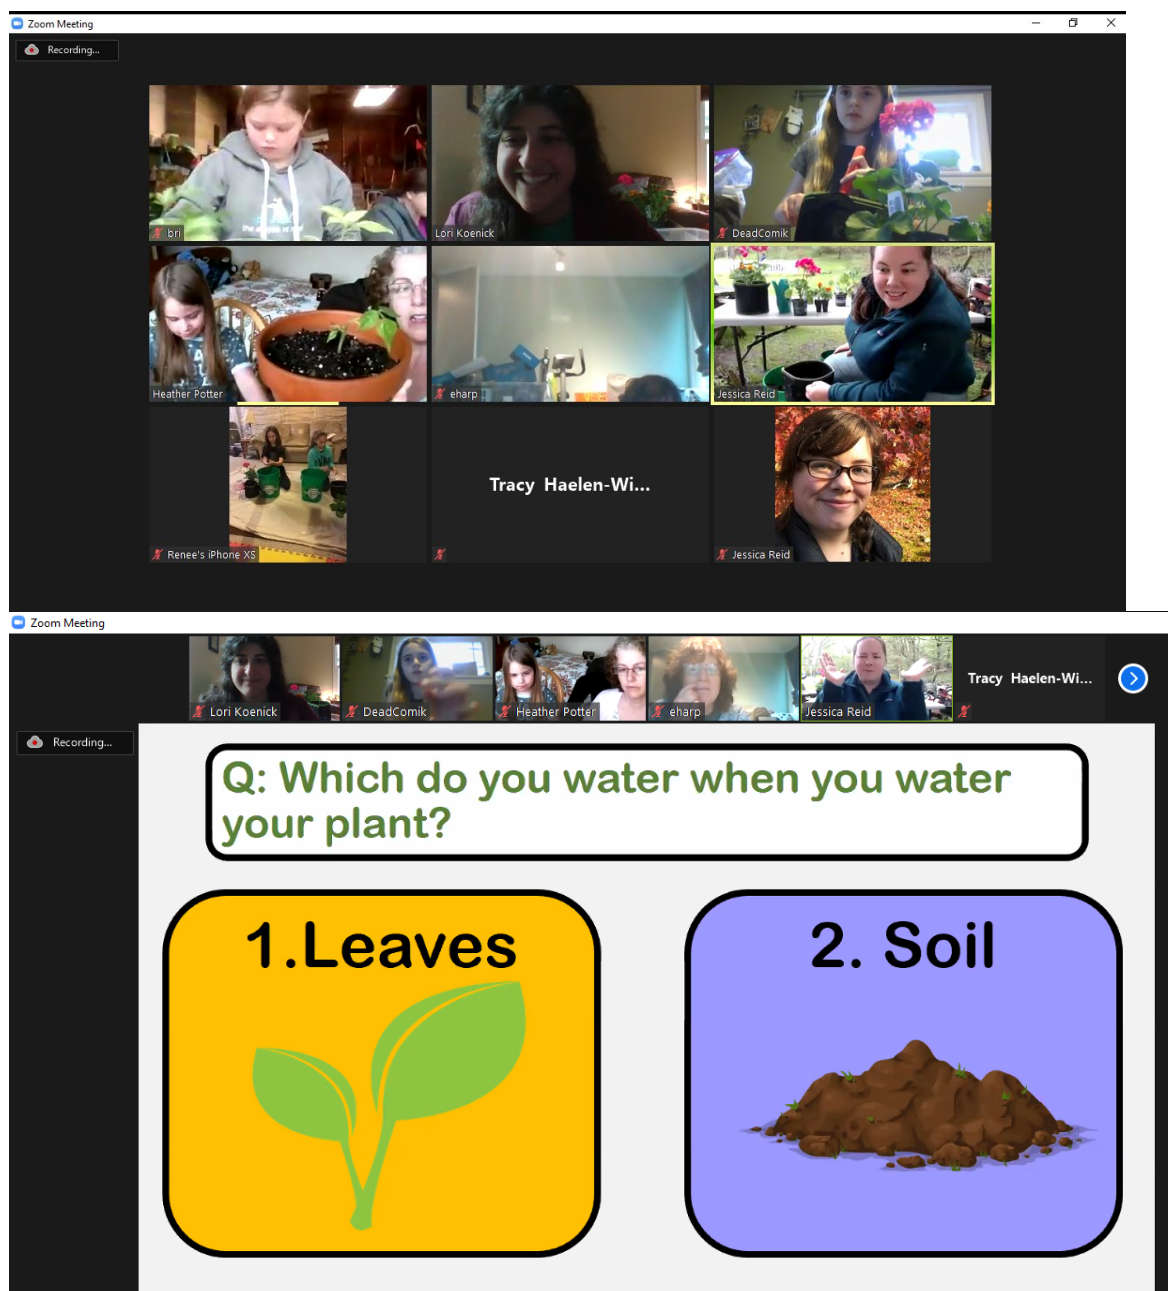 Zoom Meeting
Recording...
bri
Lori Koenick
DeadComik
Heather Potter
eharp
Jessica Reid
Renee's iPhone XS
Tracy Haelen-Wi...
Jessica Reid
Zoom Meeting
Lori Koenick
DeadComik
Heather Potter
eharp
Jessica Reid
Tracy Haelen-Wi...
Recording...
Q: Which do you water when you water
your plant?
1.Leaves
2. Soil